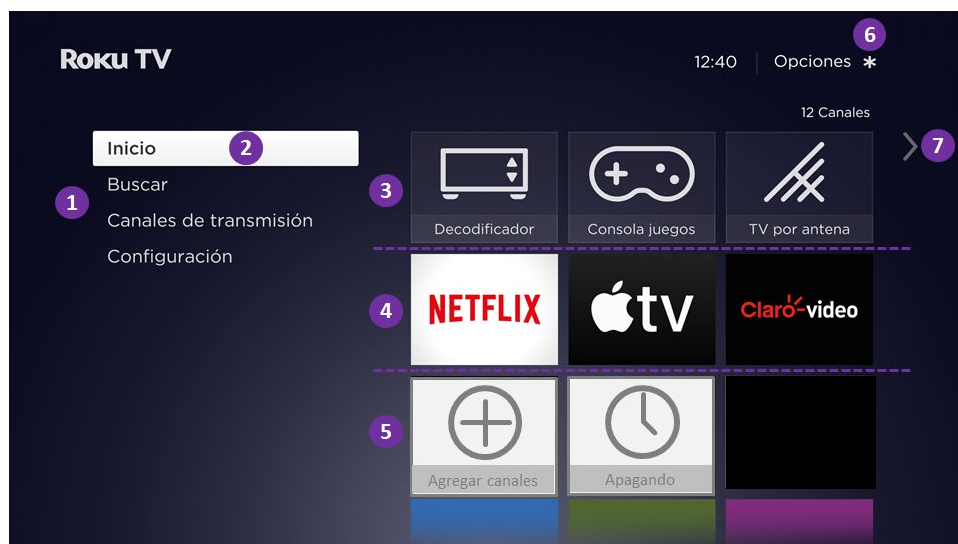 6
Roku TV
12:40
Opciones *
12 Canales
7
Inicio
2
Buscar
1
Canales de transmisión
Configuración
3
Decodificador
Consola juegos
TV por antena
4
NETFLIX
tv
Claro-video
5
Agregar canales
Apagando